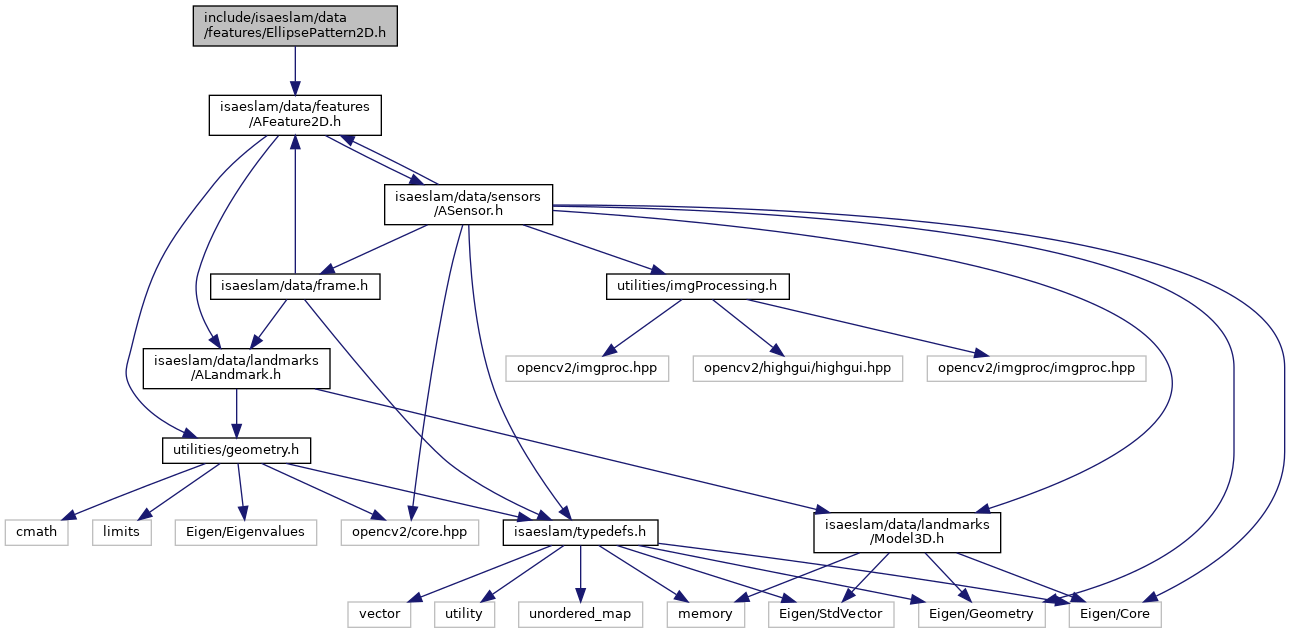 include/isaeslam/data
/features/EllipsePattern2D.h
isaeslam/data/features
/AFeature2D.h
isaeslam/data/sensors
/ASensor.h
isaeslam/data/frame.h
utilities/imgProcessing.h
isaeslam/data/landmarks
/ALandmark.h
opencv2/imgproc.hpp
opencv2/highgui/highgui.hpp
opencv2/imgproc/imgproc.hpp
utilities/geometry.h
cmath
limits
Eigen/Eigenvalues
opencv2/core.hpp
isaeslam/typedefs.h
isaeslam/data/landmarks
/Model3D.h
vector
utility
unordered_map
memory
Eigen/StdVector
Eigen/Geometry
Eigen/Core